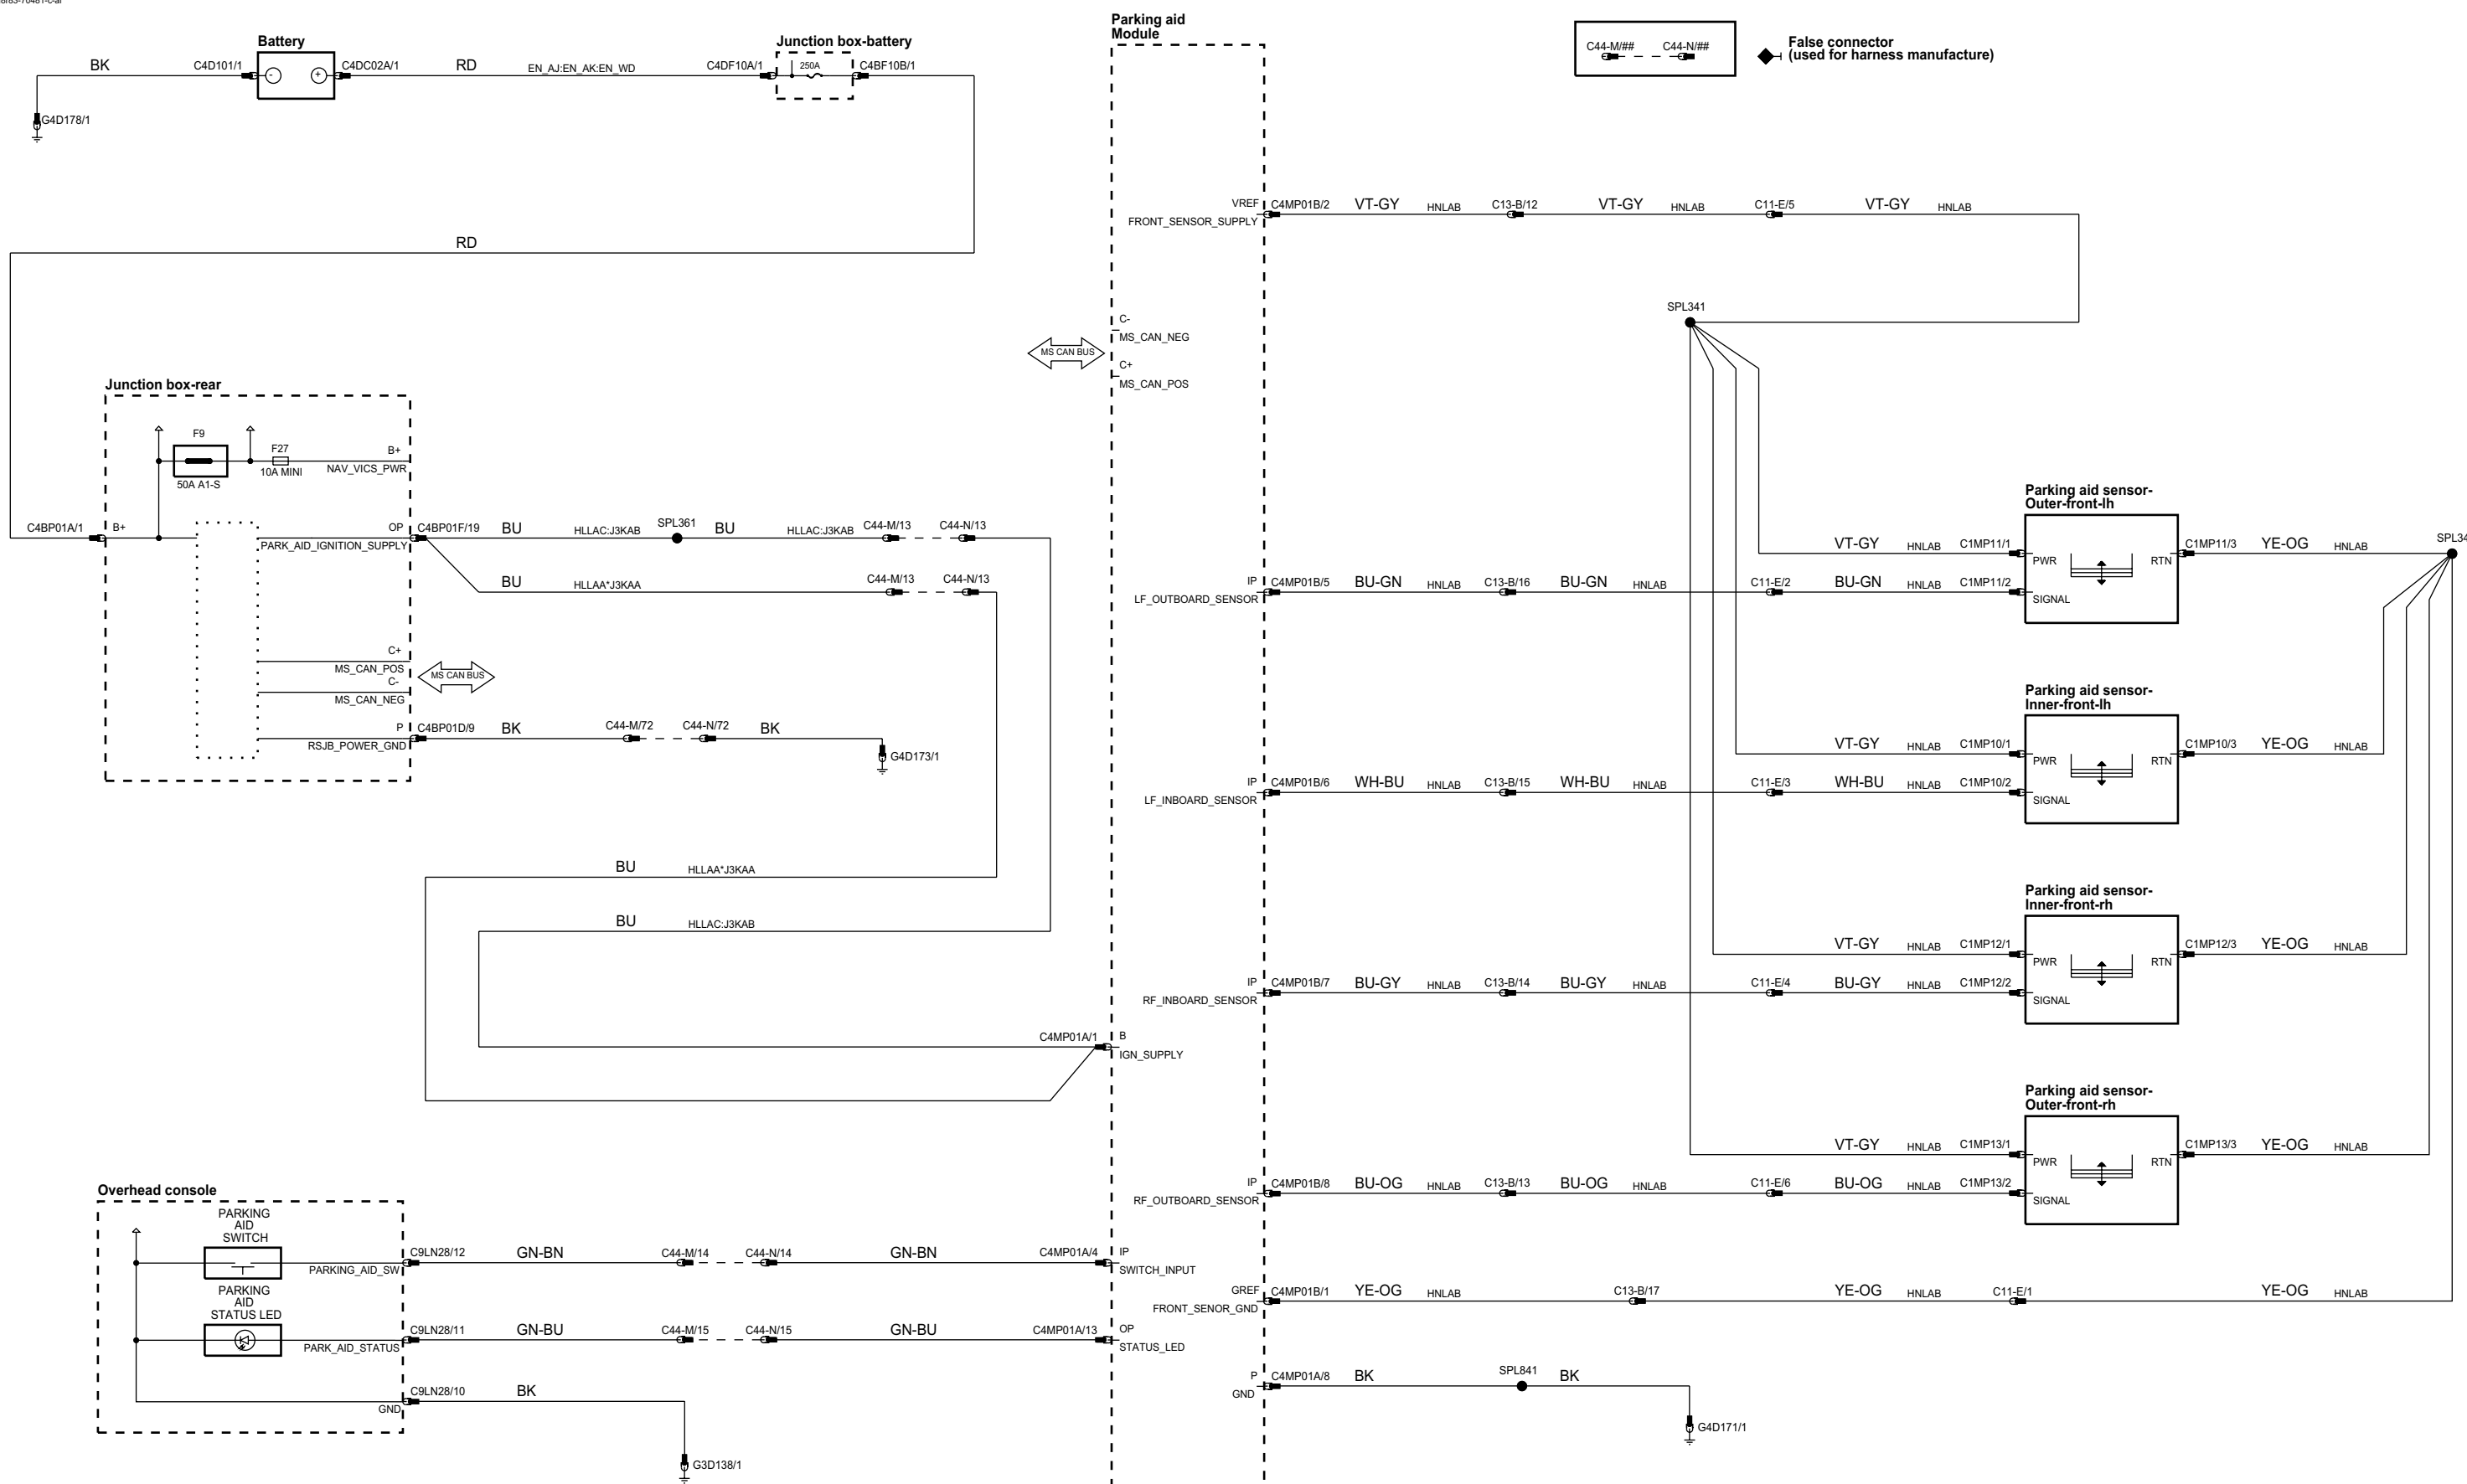 Battery
BK
C4D101/1
-
+
C4DC02A/1
RD
EN_AJ:EN_AK:EN_WD
C4DF10A/1
Junction box-battery
250A
C4BF10B/1
G4D178/1
RD
Parking aid
Module
C44-M/##
C44-N/##
False connector
(used for harness manufacture)
VREF
FRONT_SENSOR_SUPPLY
C4MP01B/2
VT-GY
HNLAB
C13-B/12
VT-GY
HNLAB
C11-E/5
VT-GY
HNLAB
SPL341
C-
MS_CAN_NEG
MS CAN BUS
C+
MS_CAN_POS
Junction box-rear
F9
50A A1-S
F27
10A MINI
B+
NAV_VICS_PWR
C4BP01A/1
B+
OP
PARK_AID_IGNITION_SUPPLY
C4BP01F/19
BU
HLLAC:J3KAB
SPL361
BU
HLLAC:J3KAB
C44-M/13
C44-N/13
BU
HLLAA*J3KAA
C44-M/13
C44-N/13
C+
MS_CAN_POS
C-
MS_CAN_NEG
MS CAN BUS
P
RSJB_POWER_GND
C4BP01D/9
BK
C44-M/72
C44-N/72
BK
G4D173/1
BU
HLLAA*J3KAA
BU
HLLAC:J3KAB
C4MP01A/1
B
IGN_SUPPLY
Parking aid sensor-
Outer-front-lh
VT-GY
HNLAB
C1MP11/1
PWR
RTN
C1MP11/3
YE-OG
HNLAB
IP
LF_OUTBOARD_SENSOR
C4MP01B/5
BU-GN
HNLAB
C13-B/16
BU-GN
HNLAB
C11-E/2
BU-GN
HNLAB
C1MP11/2
SIGNAL
Parking aid sensor-
Inner-front-lh
VT-GY
HNLAB
C1MP10/1
PWR
RTN
C1MP10/3
YE-OG
HNLAB
IP
LF_INBOARD_SENSOR
C4MP01B/6
WH-BU
HNLAB
C13-B/15
WH-BU
HNLAB
C11-E/3
WH-BU
HNLAB
C1MP10/2
SIGNAL
Parking aid sensor-
Inner-front-rh
VT-GY
HNLAB
C1MP12/1
PWR
RTN
C1MP12/3
YE-OG
HNLAB
IP
RF_INBOARD_SENSOR
C4MP01B/7
BU-GY
HNLAB
C13-B/14
BU-GY
HNLAB
C11-E/4
BU-GY
HNLAB
C1MP12/2
SIGNAL
Parking aid sensor-
Outer-front-rh
VT-GY
HNLAB
C1MP13/1
PWR
RTN
C1MP13/3
YE-OG
HNLAB
IP
RF_OUTBOARD_SENSOR
C4MP01B/8
BU-OG
HNLAB
C13-B/13
BU-OG
HNLAB
C11-E/6
BU-OG
HNLAB
C1MP13/2
SIGNAL
Overhead console
PARKING
AID
SWITCH
PARKING_AID_SW
C9LN28/12
GN-BN
C44-M/14
C44-N/14
GN-BN
C4MP01A/4
IP
SWITCH_INPUT
PARKING
AID
STATUS LED
PARK_AID_STATUS
C9LN28/11
GN-BU
C44-M/15
C44-N/15
GN-BU
C4MP01A/13
OP
STATUS_LED
GND
C9LN28/10
BK
G3D138/1
GREF
FRONT_SENOR_GND
C4MP01B/1
YE-OG
HNLAB
C13-B/17
YE-OG
HNLAB
C11-E/1
YE-OG
HNLAB
P
GND
C4MP01A/8
BK
SPL841
BK
G4D171/1